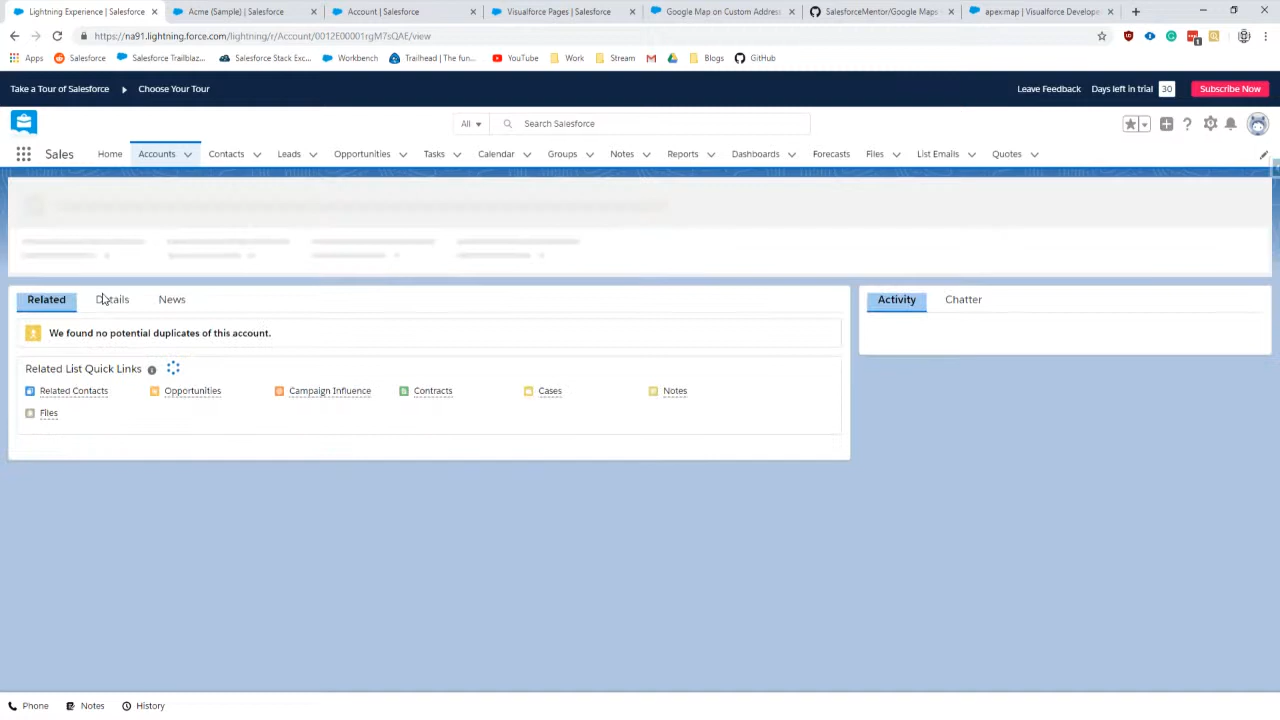 Lightning Experience | Salesforce
Acme (Sample) | Salesforce
Account | Salesforce
Visualforce Pages | Salesforce
Google Map on Custom Address
SalesforceMentor/Google Maps
apex:map | Visualforce Develope
https://na91.lightning.force.com/lightning/r/Account/0012E00001rgM7sQAE/view
Apps
Salesforce
Salesforce Trailblaz...
Salesforce Stack Exc...
Workbench
Trailhead | The fun...
YouTube
Work
Stream
Blogs
GitHub
Take a Tour of Salesforce
Choose Your Tour
Leave Feedback
Days left in trial 30
Subscribe Now
All
Search Salesforce
Sales
Home
Accounts
Contacts
Leads
Opportunities
Tasks
Calendar
Groups
Notes
Reports
Dashboards
Forecasts
Files
List Emails
Quotes
Related
Details
News
Activity
Chatter
We found no potential duplicates of this account.
Related List Quick Links
Related Contacts
Opportunities
Campaign Influence
Contracts
Cases
Notes
Files
Phone
Notes
History